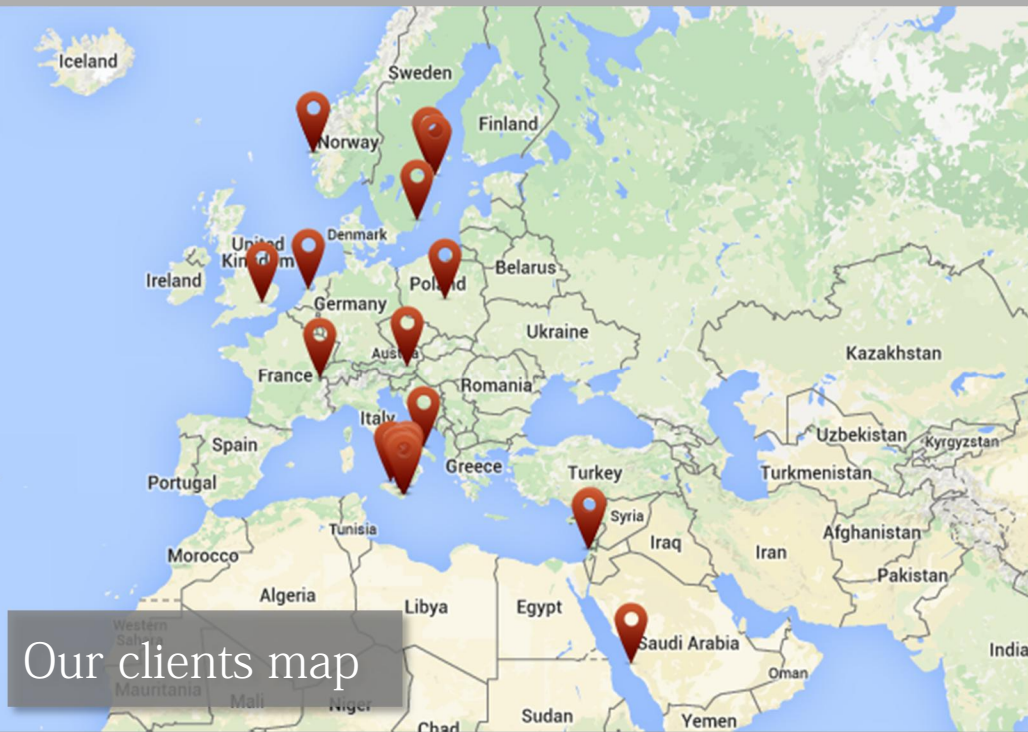 Iceland
Sweden
Finland
Norway
Denmark
United
Kingdom
Ireland
Belarus
Poland
Germany
Ukraine
Austria
Kazakhstan
France
Romania
Italy
Spain
Uzbekistan
Kyrgyzstan
Greece
Turkey
Turkmenistan
Portugal
Syria
Tunisia
Afghanistan
Iraq
Iran
Morocco
Pakistan
Algeria
Libya
Egypt
Western
Sahara
Saudi Arabia
India
Our clients map
Oman
Mauritania
Mali
Niger
Sudan
Yemen
Chad